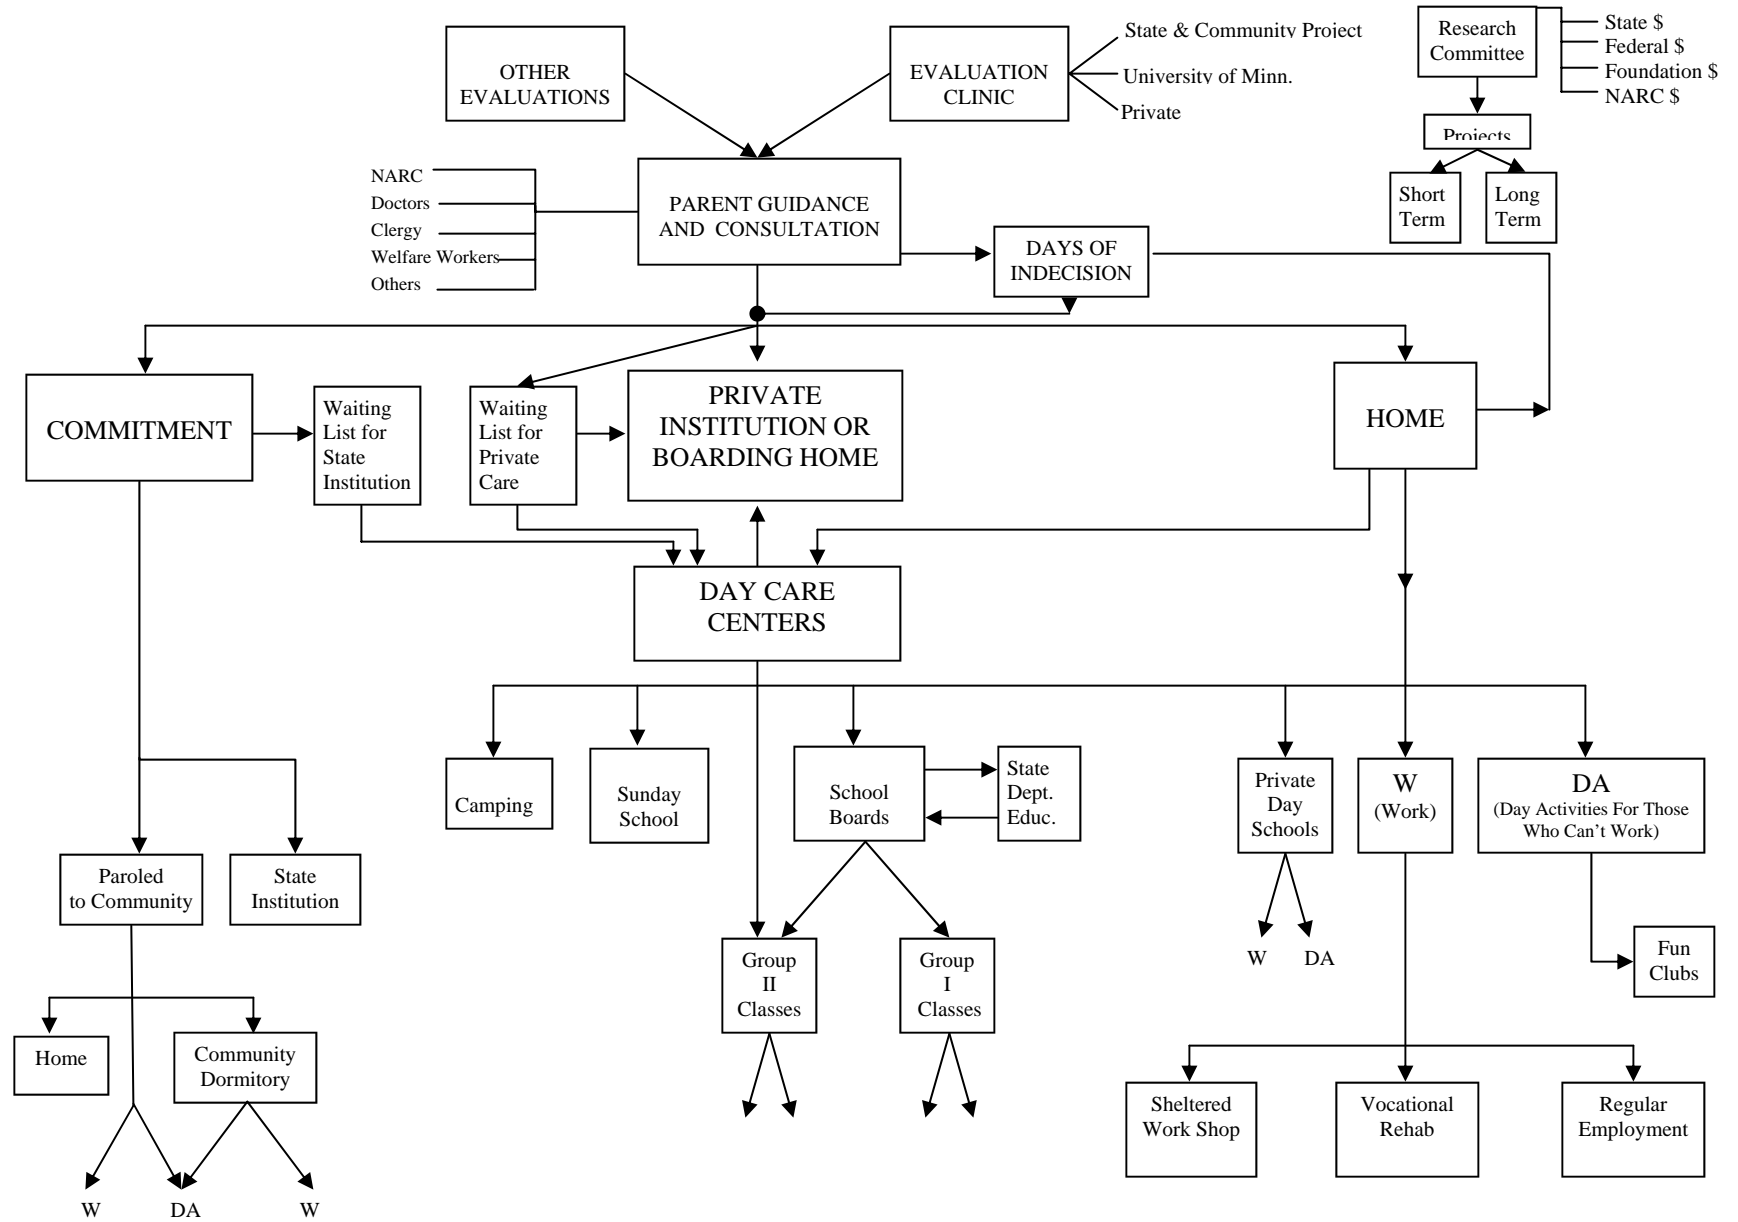 OTHER
EVALUATIONS
EVALUATION
CLINIC
State & Community Project
University of Minn.
Private
Research
Committee
State $
Federal $
Foundation $
NARC $
Projects
Short
Term
Long
Term
NARC
Doctors
Clergy
Welfare Workers
Others
PARENT GUIDANCE
AND CONSULTATION
DAYS OF
INDECISION
COMMITMENT
Waiting
List for
State
Institution
Waiting
List for
Private
Care
PRIVATE
INSTITUTION OR
BOARDING HOME
HOME
DAY CARE
CENTERS
Camping
Sunday
School
School
Boards
State
Dept.
Educ.
Private
Day
Schools
W
(Work)
DA
(Day Activities For Those
Who Can't Work)
Paroled
to Community
State
Institution
Group
II
Classes
Group
I
Classes
W
DA
Fun
Clubs
Home
Community
Dormitory
Sheltered
Work Shop
Vocational
Rehab
Regular
Employment
W
DA
W